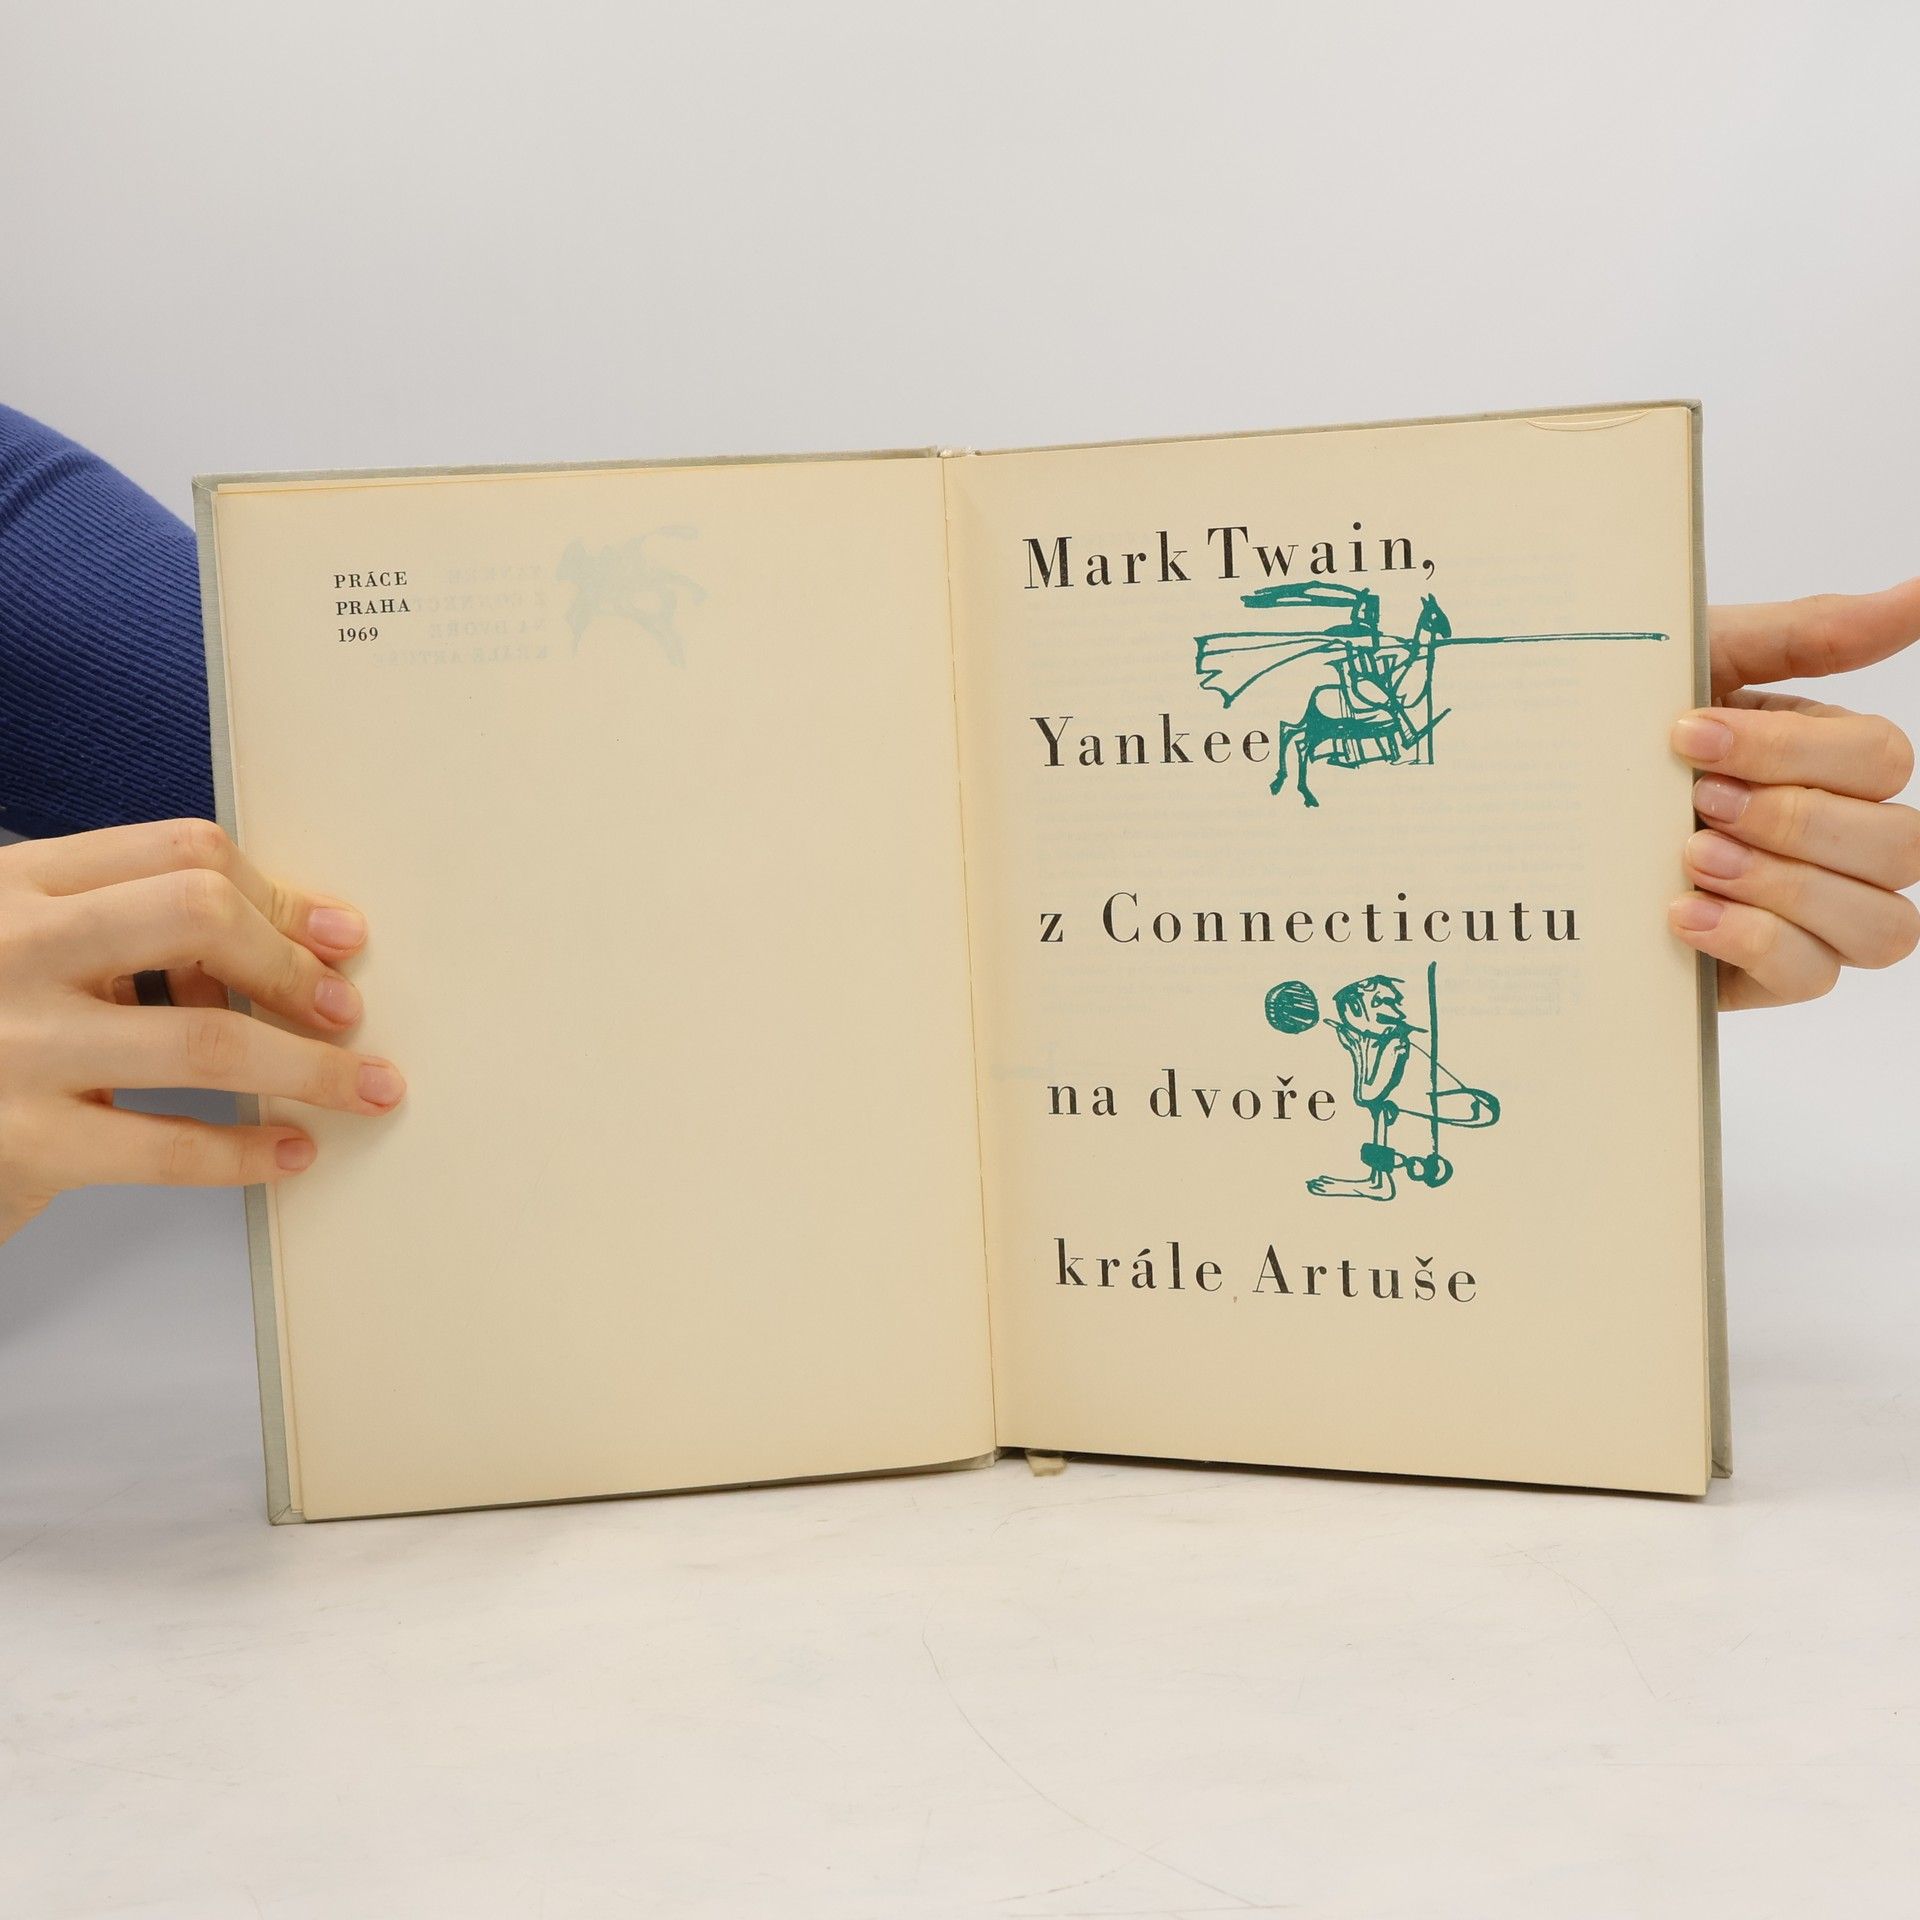 PRÁCE
PRAHA
1969
Mark Twain,
Yankee
z Connecticutu
na dvoře
krále Artuše